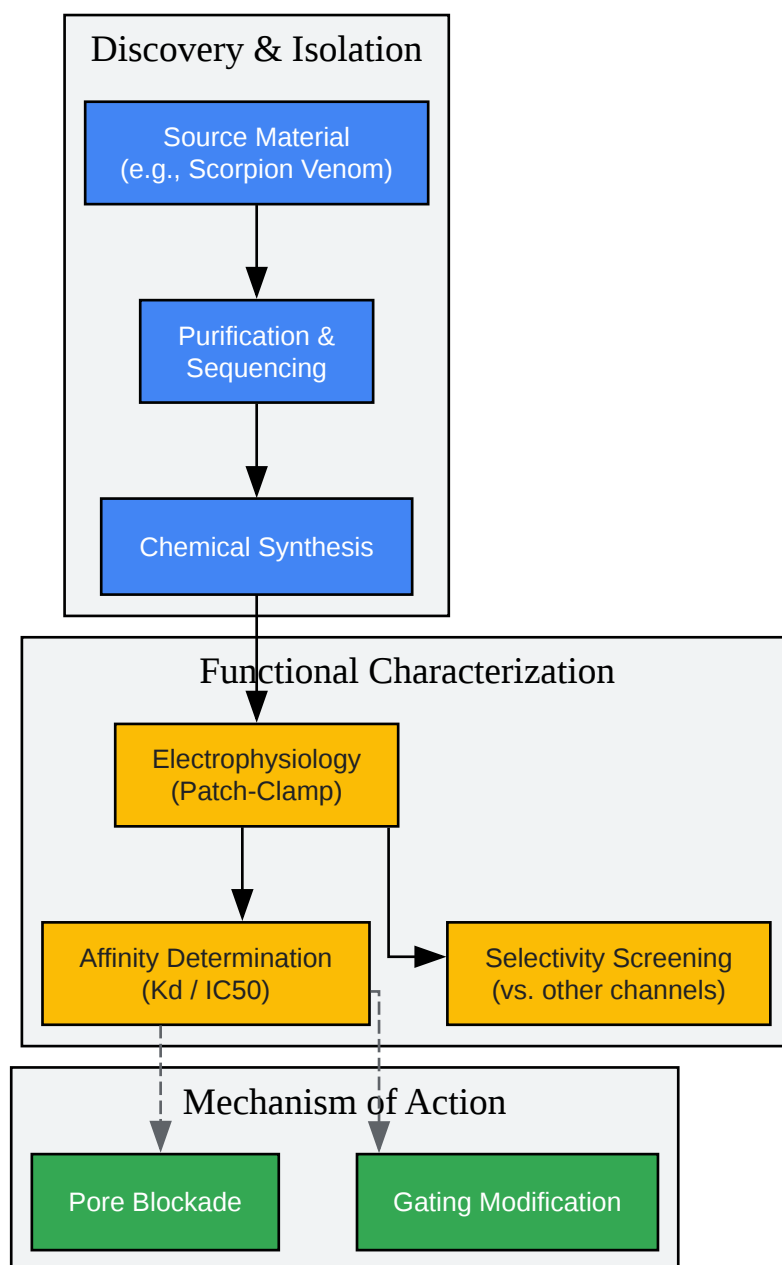 Discovery & Isolation
Source Material
(e.g., Scorpion Venom)
Purification &
Sequencing
Chemical Synthesis
Functional Characterization
Electrophysiology
(Patch-Clamp)
Affinity Determination
(Kd / IC50)
Selectivity Screening
(vs. other channels)
Mechanism of Action
Pore Blockade
Gating Modification